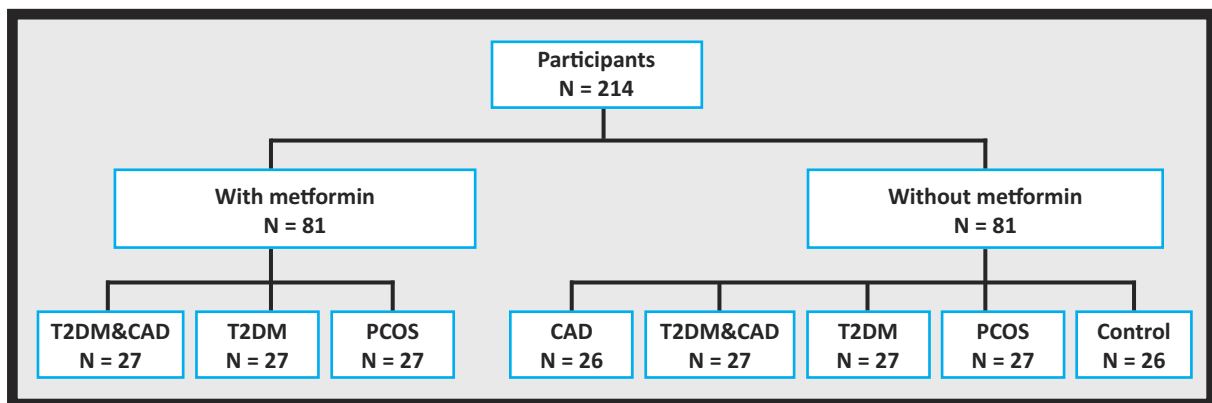 Participants
N = 214
With metformin
N = 81
Without metformin
N = 81
T2DM&CAD
N = 27
T2DM
N = 27
PCOS
N = 27
CAD
N = 26
T2DM&CAD
N = 27
T2DM
N = 27
PCOS
N = 27
Control
N = 26